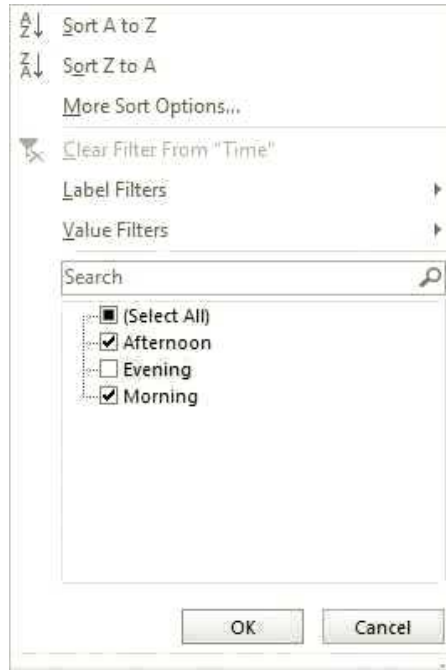 Sort A to Z
Sort Z to A
More Sort Options...
Clear Filter From "Time"
Label Filters
Value Filters
Search
(Select All)
Afternoon
Evening
Morning
OK Cancel